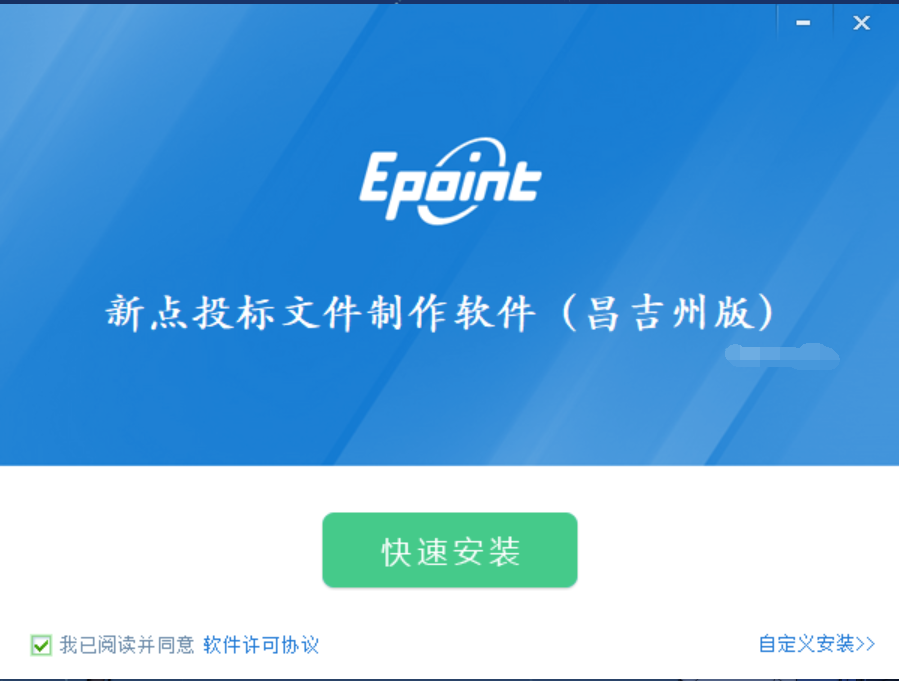 Epoint
新点投标文件制作软件（昌吉州版）
快速安装
我已阅读并同意 软件许可协议
自定义安装>>